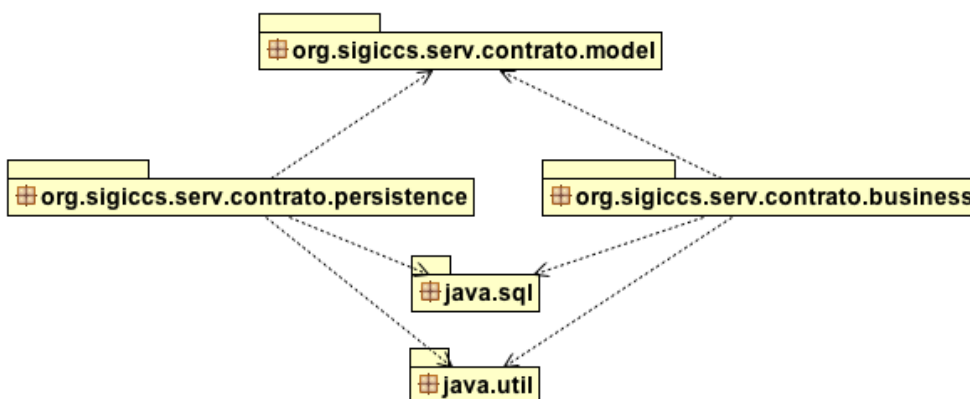 org.sigiccs.serv.contrato.model
org.sigiccs.serv.contrato.persistence
org.sigiccs.serv.contrato.business
java.sql
java.util